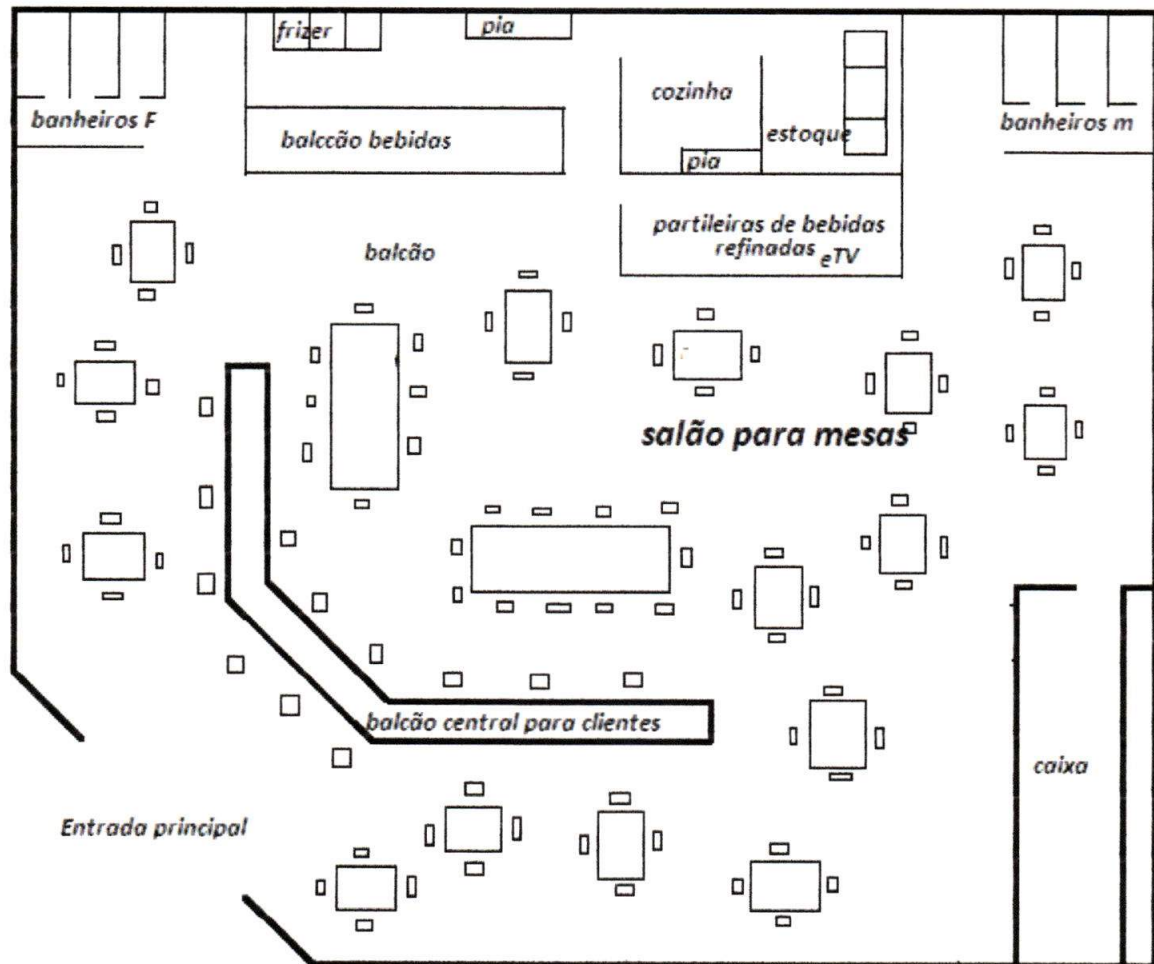 frizer
pia
cozinha
banheiros F
balccão bebidas
estoque
banheiros m
pia
partileiras de bebidas
refinadas eTV
balcão
salão para mesas
balcão central para clientes
caixa
Entrada principal